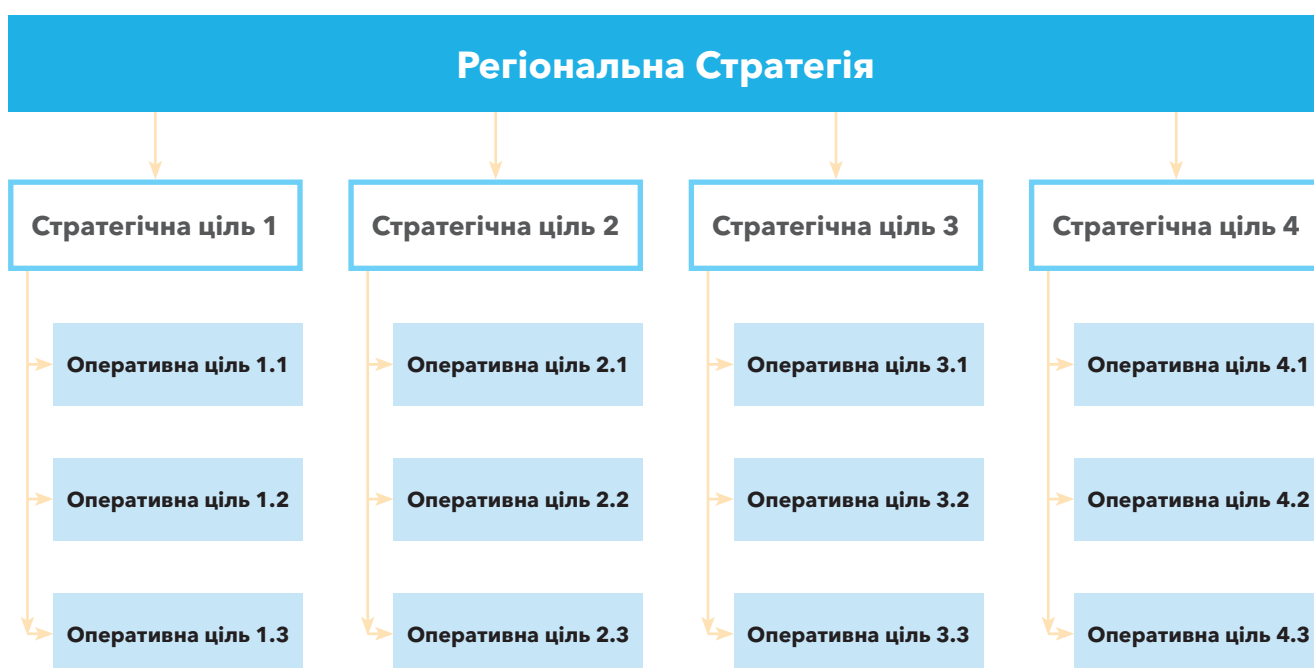 Регіональна Стратегія
Стратегічна ціль 1
Стратегічна ціль 2
Стратегічна ціль 3
Стратегічна ціль 4
Оперативна ціль 1.1
Оперативна ціль 2.1
Оперативна ціль 3.1
Оперативна ціль 4.1
Оперативна ціль 1.2
Оперативна ціль 2.2
Оперативна ціль 3.2
Оперативна ціль 4.2
Оперативна ціль 1.3
Оперативна ціль 2.3
Оперативна ціль 3.3
Оперативна ціль 4.3